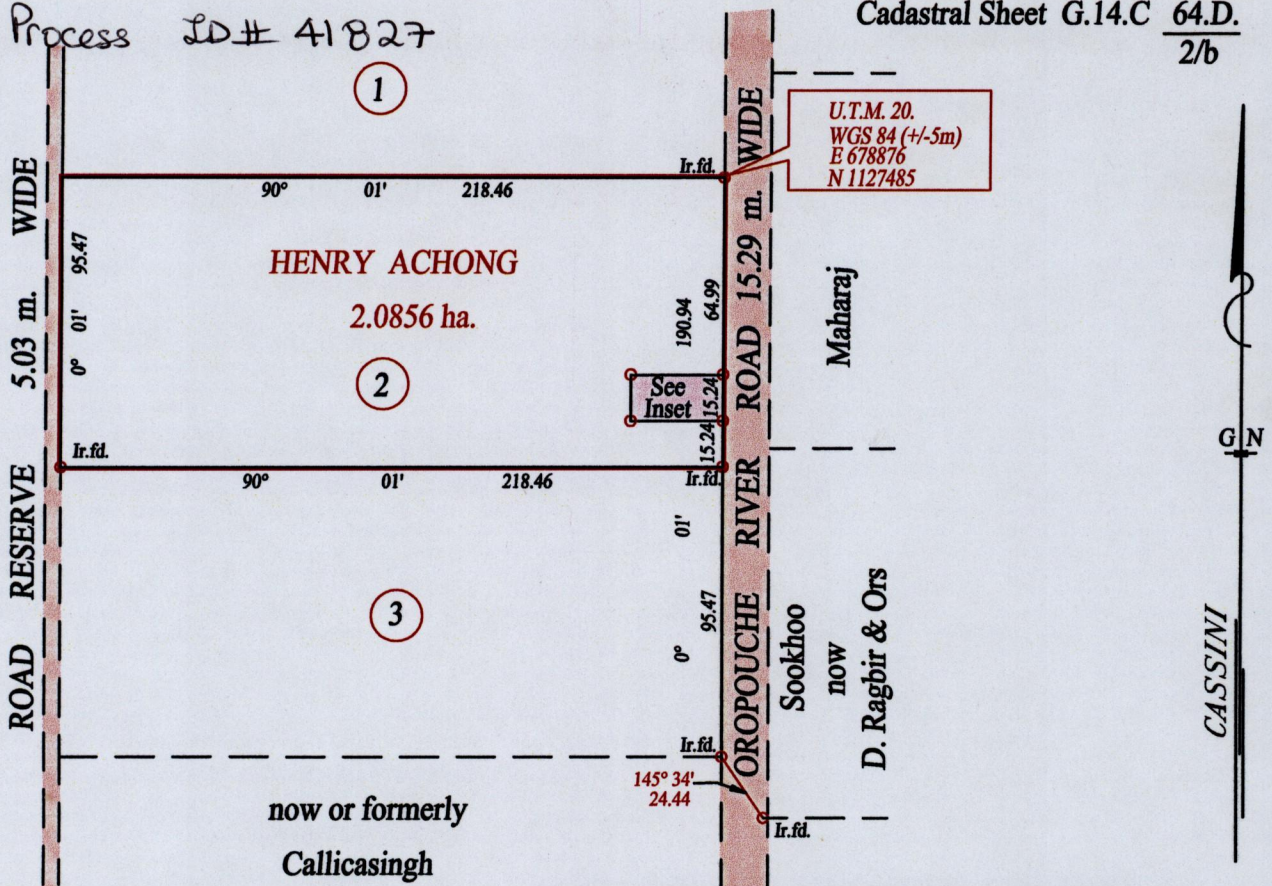 Process ID# 41827
Cadastral Sheet G.14.C 64.D.
2/b
1
U.T.M. 20.
WGS 84 (+/-5m)
E 678876
N 1127485
Ir.fd.
90° 01' 218.46
HENRY ACHONG
2.0856 ha.
2
0° 01' 95.47
ROAD RESERVE 5.03 m. WIDE
190.94
64.99
See
Inset
15.24
15.24
Maharaj
OROPOUCHE RIVER ROAD 15.29 m. WIDE
Ir.fd.
Ir.fd.
90° 01' 218.46
3
0° 95.47 01'
Sookhoo
now
D. Ragbir & Ors
Ir.fd.
145° 34'
24.44
Ir.fd.
now or formerly
Callicasingh
G N
CASSINI